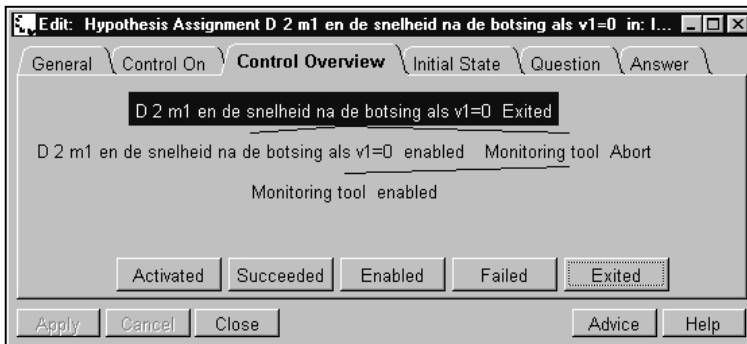 Edit: Hypothesis Assignment D 2 m1 en de snelheid na de botsing als v1=0 in: I...
General Control On Control Overview Initial State Question Answer
D 2 m1 en de snelheid na de botsing als v1=0 Exited
D 2 m1 en de snelheid na de botsing als v1=0 enabled Monitoring tool Abort
Monitoring tool enabled
Activated Succeeded Enabled Failed Exited
Apply Cancel Close Advice Help